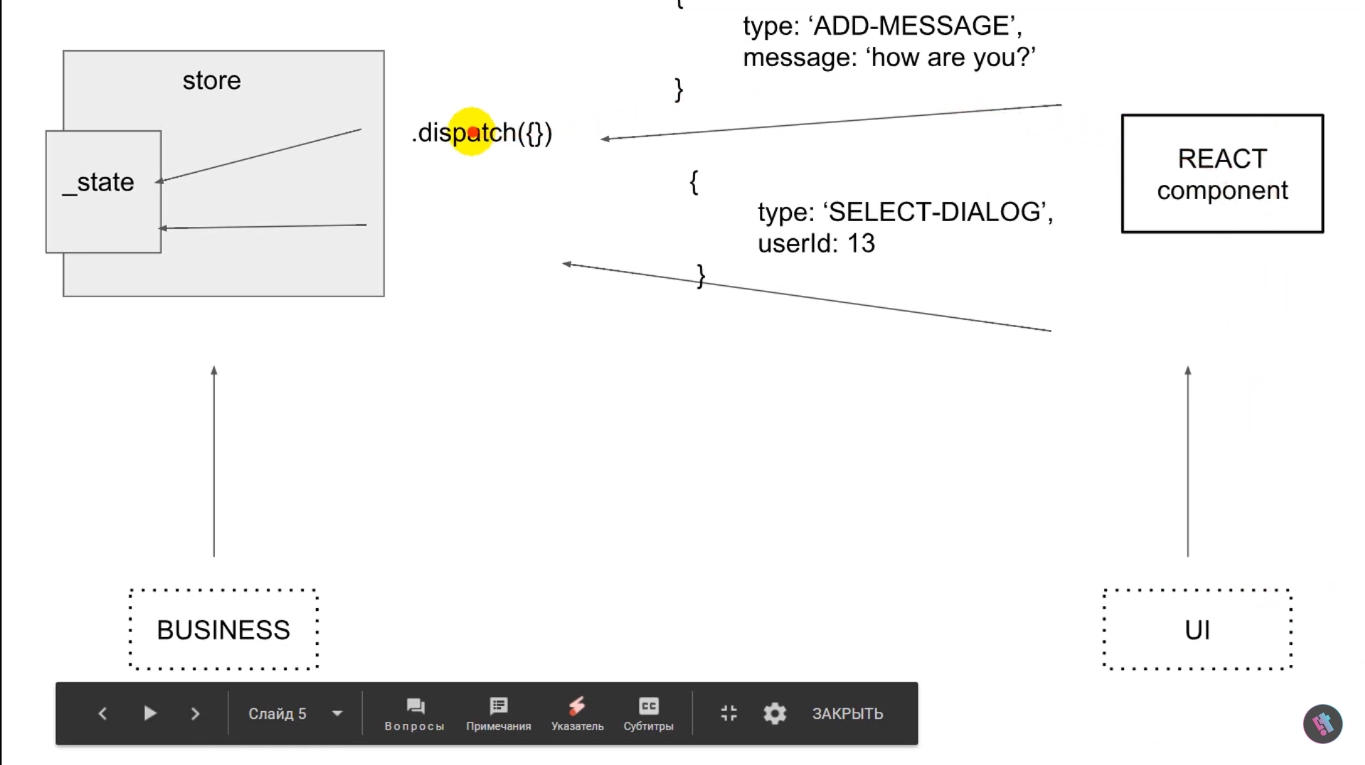 {
type: ‘ADD-MESSAGE’,
message: ‘how are you?’
}
store
.dispatch({})
_state
REACT
component
{
type: ‘SELECT-DIALOG’,
userId: 13
}
BUSINESS
UI
Слайд 5
Вопросы
Примечания
Указатель
CC
Субтитры
ЗАКРЫТЬ